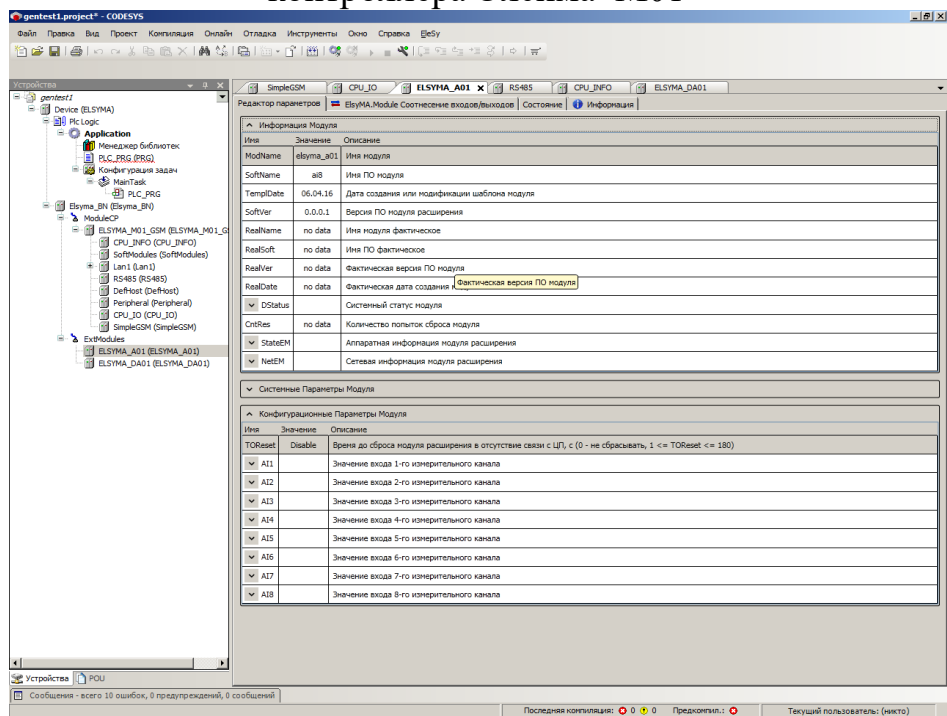 контроллера Элсима-М01
gentest1.project* - CODESYS
Файл Правка Вид Проект Компиляция Онлайн Отладка Инструменты Окно Справка EleSy
Устройства
SimpleGSM CPU_IO ELSYMA_A01 X RS485 CPU_INFO ELSYMA_DA01
gentest1
Device (ELSYMA)
Plc Logic
Application
Менеджер библиотек
PLC_PRG (PRG)
Конфигурация задач
MainTask
PLC_PRG
Elsyma_BN (Elsyma_BN)
ModuleCP
ELSYMA_M01_GSM (ELSYMA_M01_G
CPU_INFO (CPU_INFO)
SoftModules (SoftModules)
Lan1 (Lan1)
RS485 (RS485)
DefHost (DefHost)
Peripheral (Peripheral)
CPU_IO (CPU_IO)
SimpleGSM (SimpleGSM)
ExtModules
ELSYMA_A01 (ELSYMA_A01)
ELSYMA_DA01 (ELSYMA_DA01)
Устройства POU
Редактор параметров ElsyMA.Module Соотнесение входов/выходов Состояние Информация
Информация Модуля
Имя Значение Описание
ModName elsyma_a01 Имя модуля
SoftName ai8 Имя ПО модуля
TemplDate 06.04.16 Дата создания или модификации шаблона модуля
SoftVer 0.0.0.1 Версия ПО модуля расширения
RealName no data Имя модуля фактическое
RealSoft no data Имя ПО фактическое
RealVer no data Фактическая версия ПО модуля
RealDate no data Фактическая дата создания
Фактическая версия ПО модуля
DStatus Системный статус модуля
CntRes no data Количество попыток сброса модуля
StateEM Аппаратная информация модуля расширения
NetEM Сетевая информация модуля расширения
Системные Параметры Модуля
Конфигурационные Параметры Модуля
Имя Значение Описание
TOReset Disable Время до сброса модуля расширения в отсутствие связи с ЦП, с (0 - не сбрасывать, 1 <= TOReset <= 180)
AI1 Значение входа 1-го измерительного канала
AI2 Значение входа 2-го измерительного канала
AI3 Значение входа 3-го измерительного канала
AI4 Значение входа 4-го измерительного канала
AI5 Значение входа 5-го измерительного канала
AI6 Значение входа 6-го измерительного канала
AI7 Значение входа 7-го измерительного канала
AI8 Значение входа 8-го измерительного канала
Сообщения - всего 10 ошибок, 0 предупреждений, 0 сообщений
Последняя компиляция: 0 0 Предкомпил.: Текущий пользователь: (никто)